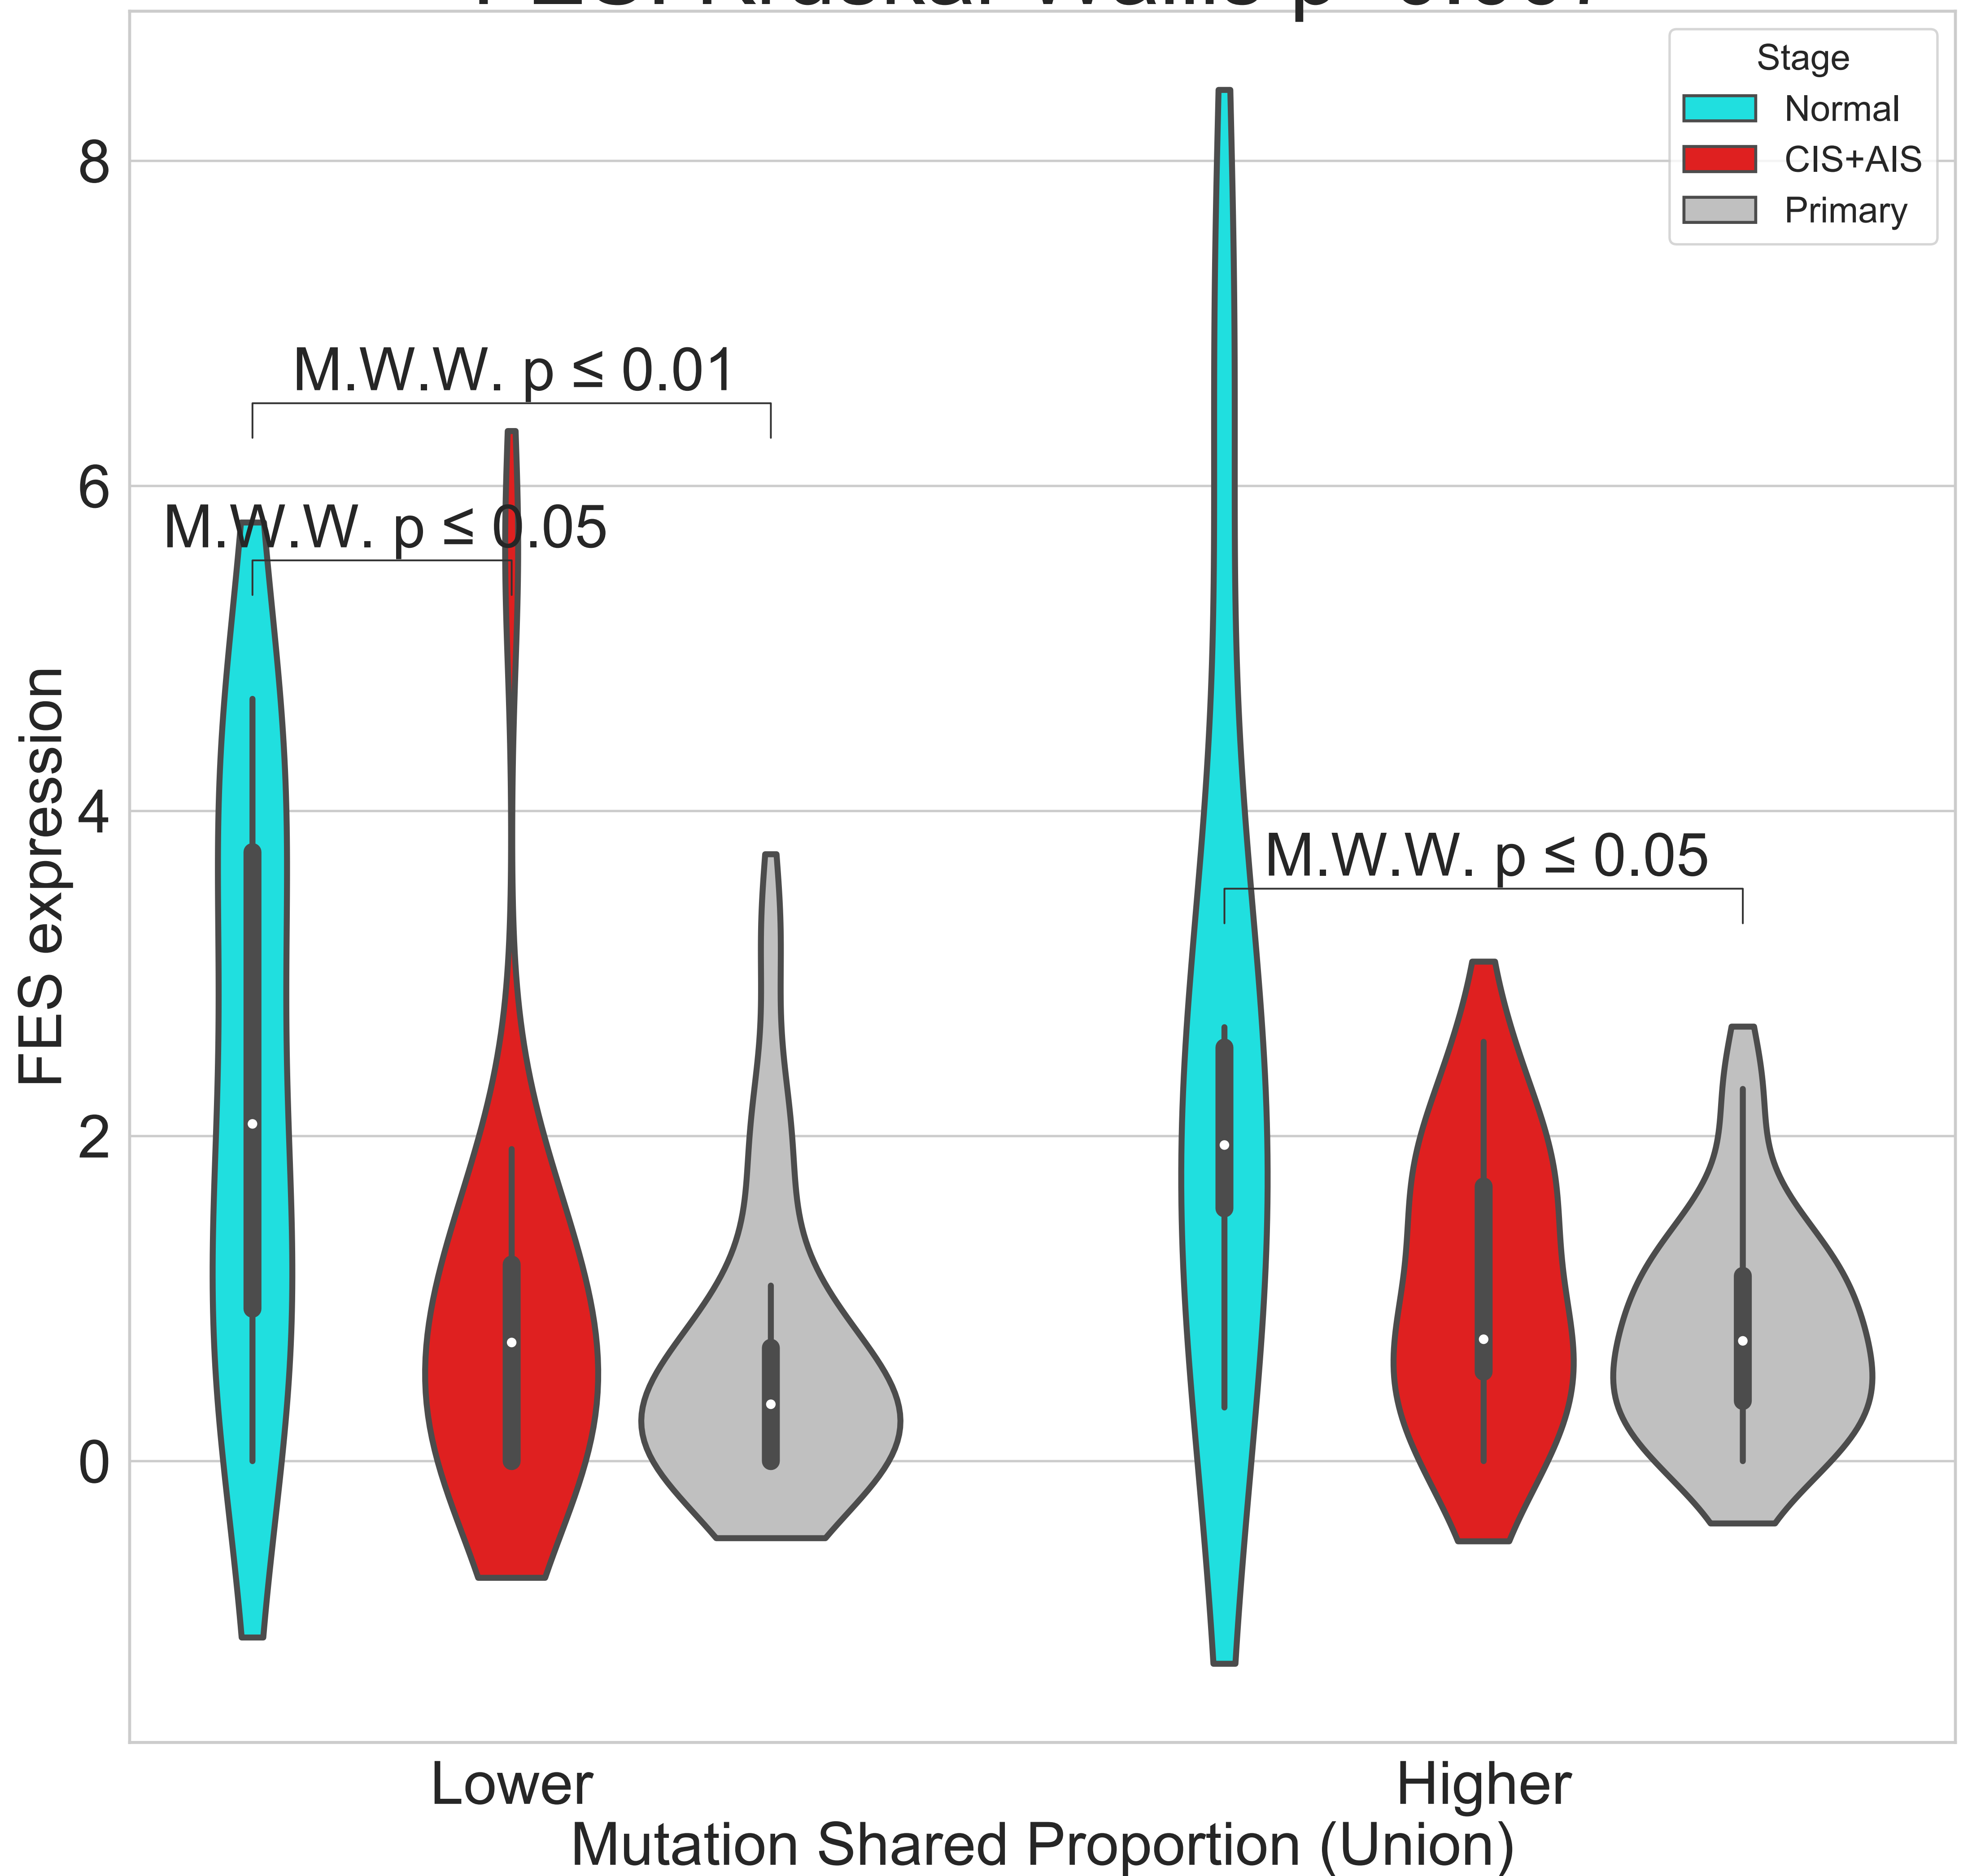 Stage
Normal
CIS+AIS
Primary
8
6
4
2
0
FES expression
M.W.W. p ≤ 0.01
M.W.W. p ≤ 0.05
M.W.W. p ≤ 0.05
Lower
Higher
Mutation Shared Proportion (Union)